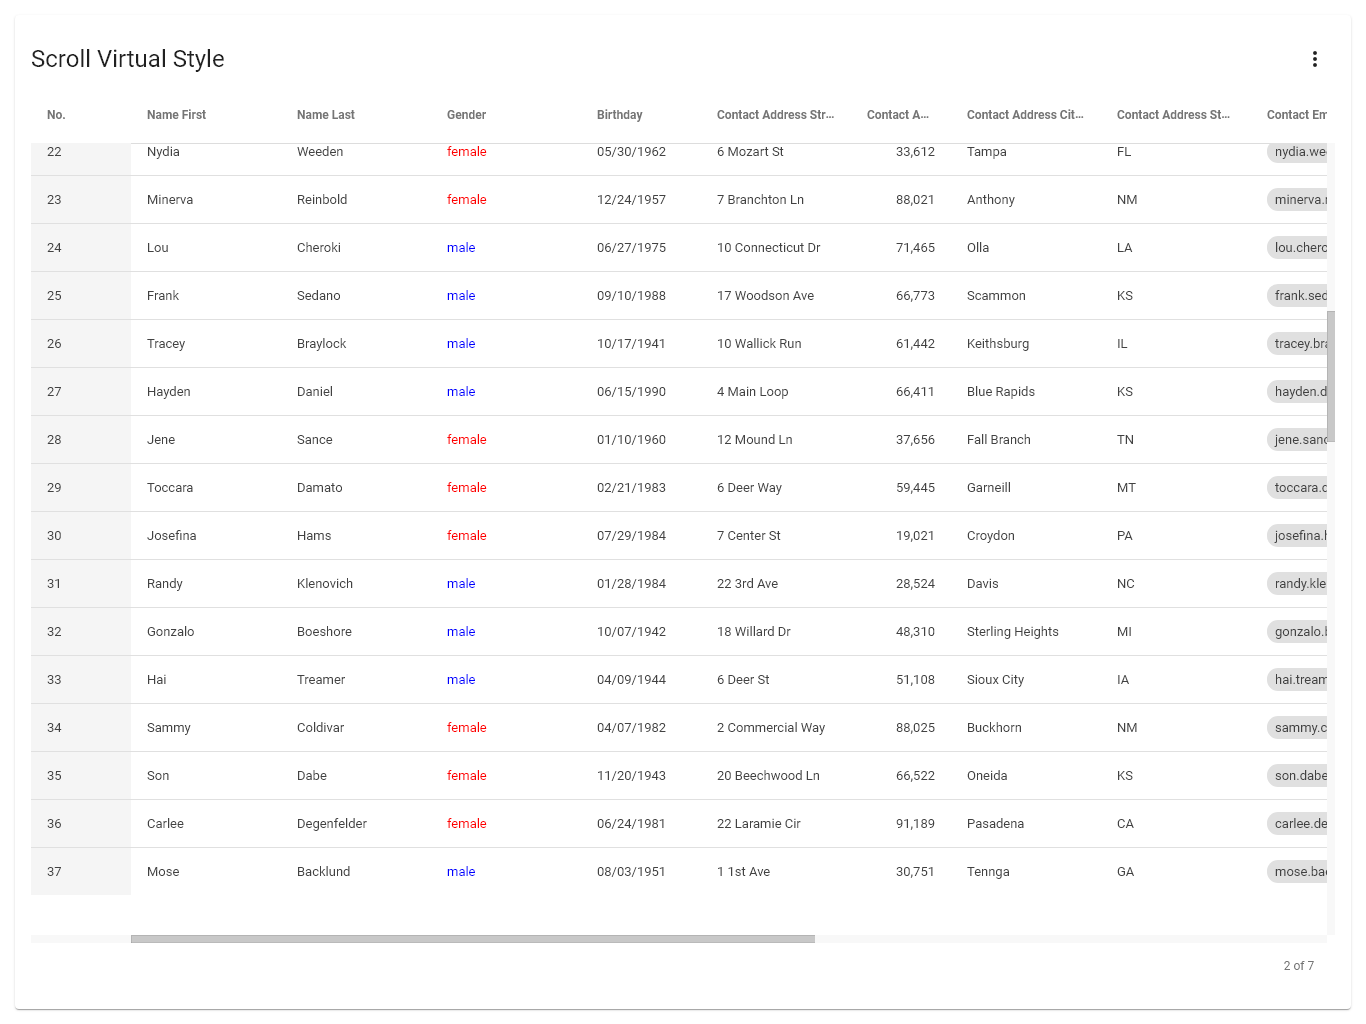 Scroll Virtual Style
No. Name First Name Last Gender Birthday Contact Address Str... Contact A... Contact Address Cit... Contact Address St... Contact Em
22 Nydia Weeden female 05/30/1962 6 Mozart St 33,612 Tampa FL nydia.we
23 Minerva Reinbold female 12/24/1957 7 Branchton Ln 88,021 Anthony NM minerva.
24 Lou Cheroki male 06/27/1975 10 Connecticut Dr 71,465 Olla LA lou.chero
25 Frank Sedano male 09/10/1988 17 Woodson Ave 66,773 Scammon KS frank.sed
26 Tracey Braylock male 10/17/1941 10 Wallick Run 61,442 Keithsburg IL tracey.bra
27 Hayden Daniel male 06/15/1990 4 Main Loop 66,411 Blue Rapids KS hayden.d
28 Jene Sance female 01/10/1960 12 Mound Ln 37,656 Fall Branch TN jene.sanc
29 Toccara Damato female 02/21/1983 6 Deer Way 59,445 Garneill MT toccara.d
30 Josefina Hams female 07/29/1984 7 Center St 19,021 Croydon PA josefina.h
31 Randy Klenovich male 01/28/1984 22 3rd Ave 28,524 Davis NC randy.kle
32 Gonzalo Boeshore male 10/07/1942 18 Willard Dr 48,310 Sterling Heights MI gonzalo.b
33 Hai Treamer male 04/09/1944 6 Deer St 51,108 Sioux City IA hai.tream
34 Sammy Coldivar female 04/07/1982 2 Commercial Way 88,025 Buckhorn NM sammy.c
35 Son Dabe female 11/20/1943 20 Beechwood Ln 66,522 Oneida KS son.dabe
36 Carlee Degenfelder female 06/24/1981 22 Laramie Cir 91,189 Pasadena CA carlee.de
37 Mose Backlund male 08/03/1951 1 1st Ave 30,751 Tennga GA mose.bac
2 of 7